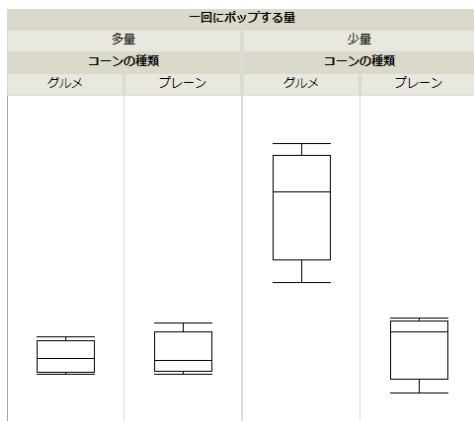 一回にポップする量
多量 少量
コーンの種類 コーンの種類
グルメ プレーン グルメ プレーン